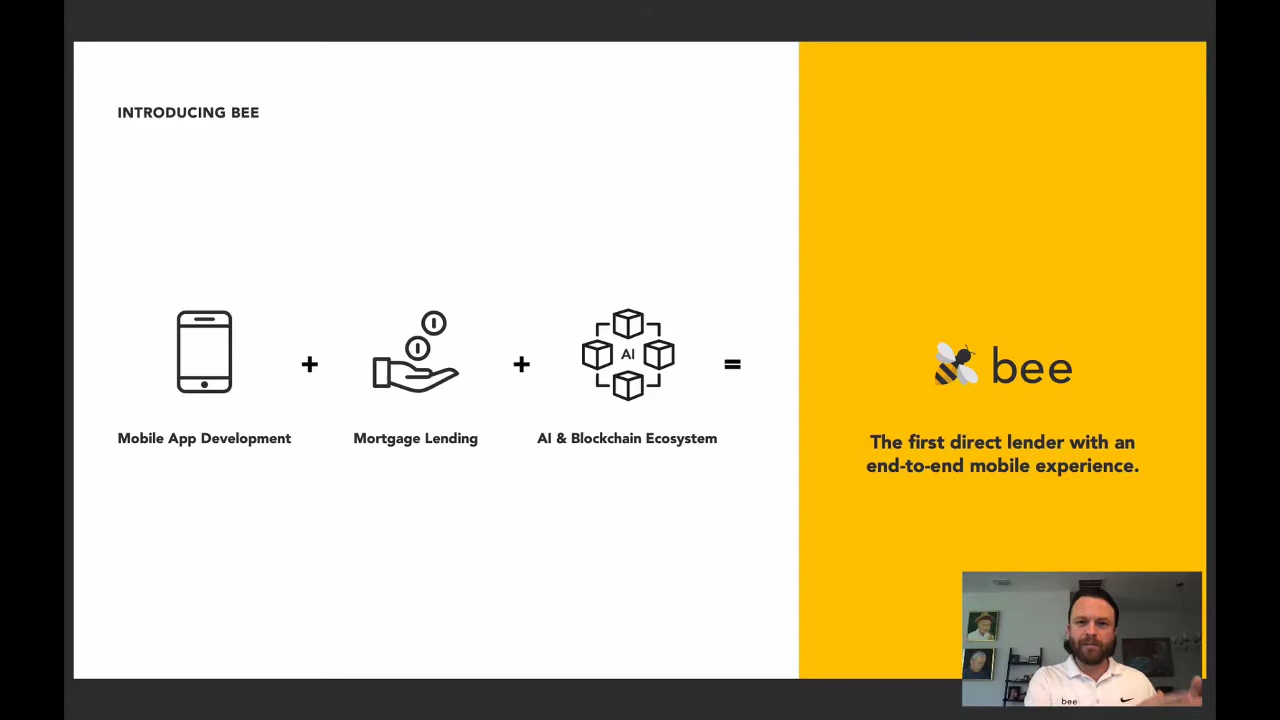 INTRODUCING BEE
AI
Mobile App Development
+
Mortgage Lending
+
AI & Blockchain Ecosystem
=
bee
The first direct lender with an
end-to-end mobile experience.
bee